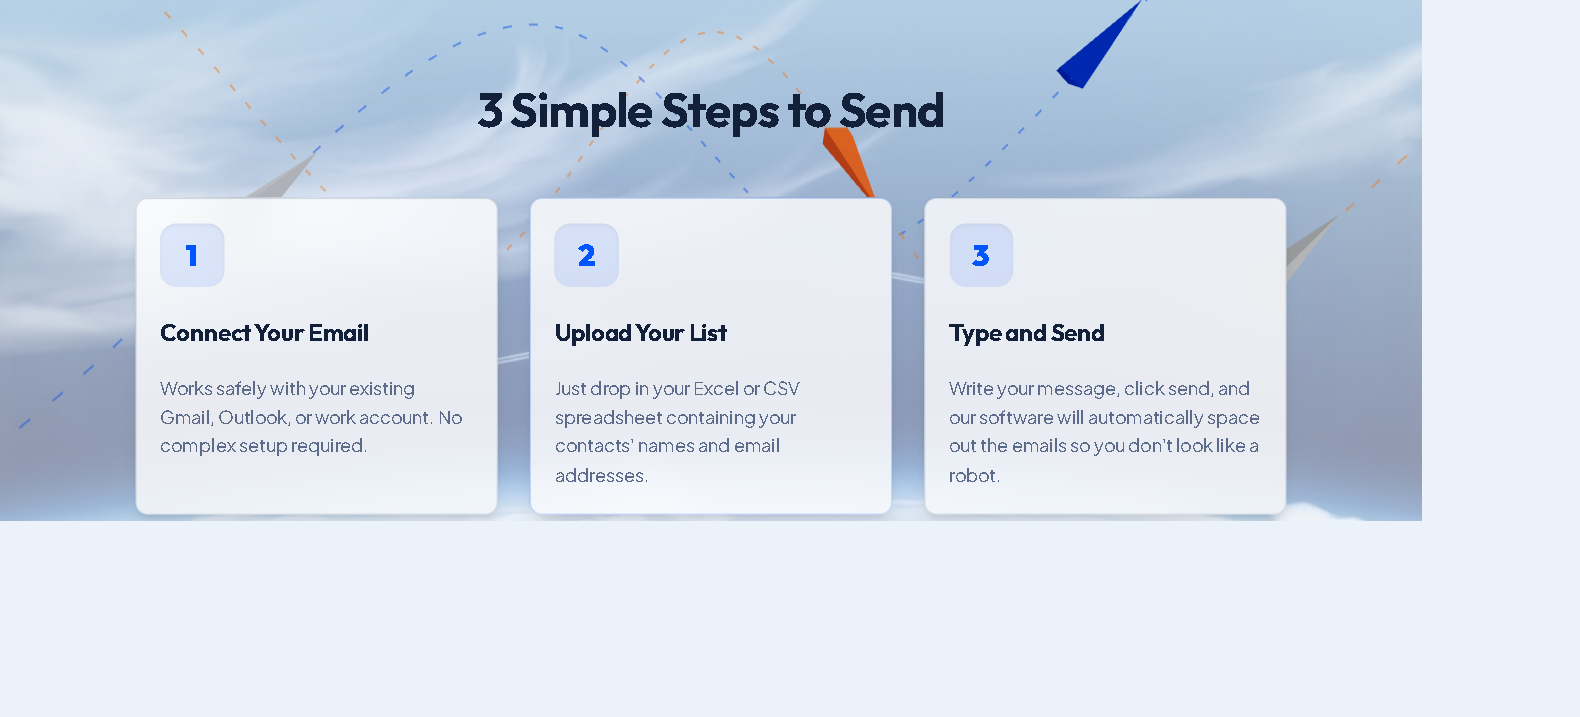 3 Simple Steps to Send
1
Connect Your Email
Works safely with your existing
Gmail, Outlook, or work account. No
complex setup required.
2
Upload Your List
Just drop in your Excel or CSV
spreadsheet containing your
contacts' names and email
addresses.
3
Type and Send
Write your message, click send, and
our software will automatically space
out the emails so you don't look like a
robot.